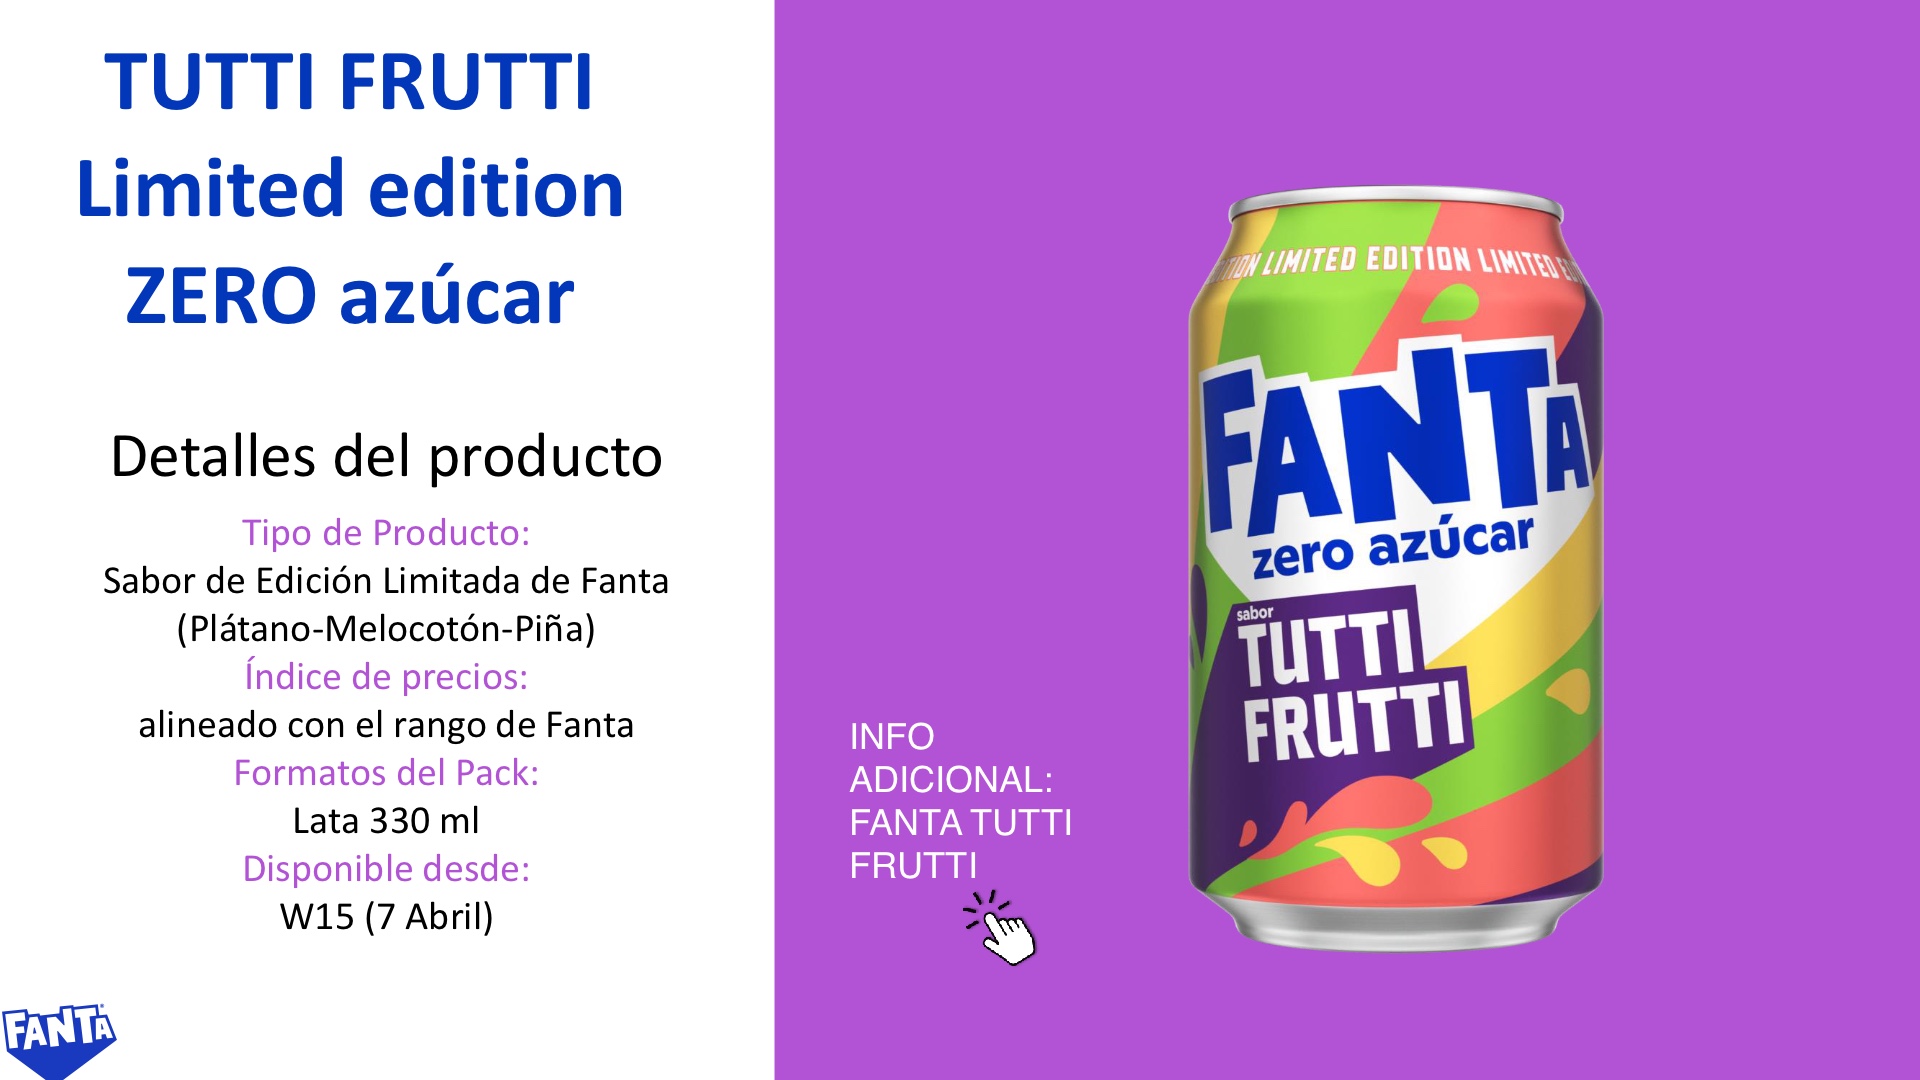 TUTTI FRUTTI
Limited edition
ZERO azúcar
Detalles del producto
Tipo de Producto:
Sabor de Edición Limitada de Fanta
(Plátano-Melocotón-Piña)
Índice de precios:
alineado con el rango de Fanta
Formatos del Pack:
Lata 330 ml
Disponible desde:
W15 (7 Abril)
FANTA
INFO
ADICIONAL:
FANTA TUTTI
FRUTTI
LIMITED EDITION LIMITED
FANTA
zero azúcar
sabor
TUTTI
FRUTTI